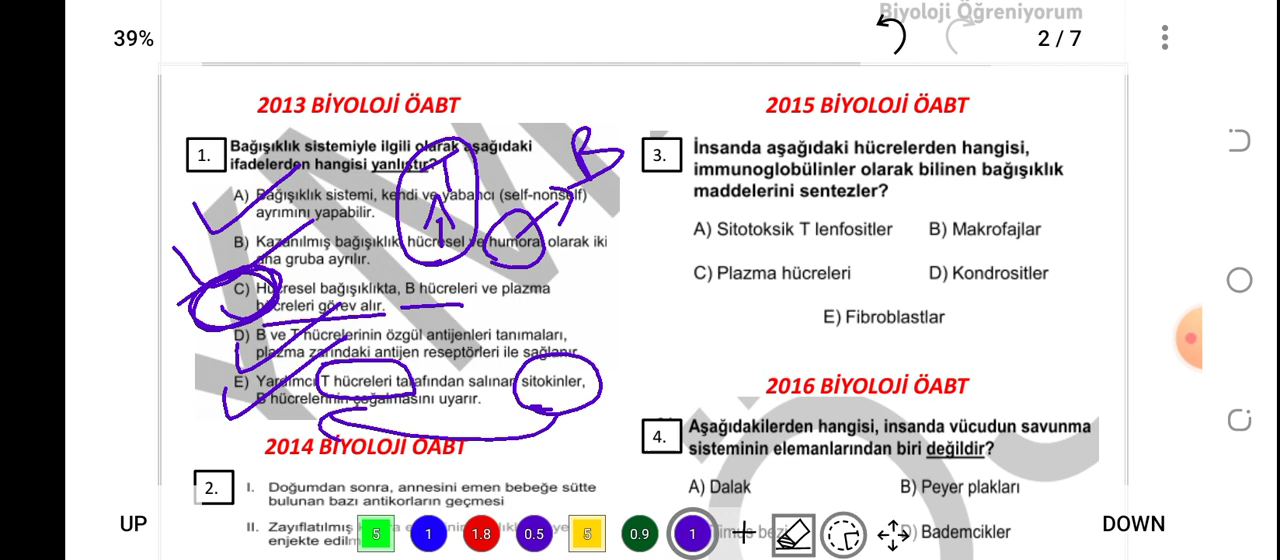 Biyoloji Öğreniyorum
39%
2 / 7
2013 BİYOLOJİ ÖABT
1. Bağışıklık sistemiyle ilgili olarak aşağıdaki
ifadelerden hangisi yanlıştır?
A) Bağışıklık sistemi, kendi ve yabancı (self-nonself)
ayrımını yapabilir.
B) Kazanılmış bağışıklık, hücresel ve humoral olarak iki
ana gruba ayrılır.
C) Hücresel bağışıklıkta, B hücreleri ve plazma
hücreleri görev alır.
D) B ve T hücrelerinin özgül antijenleri tanımaları,
plazma zarındaki antijen reseptörleri ile sağlanır.
E) Yardımcı T hücreleri tarafından salınan sitokinler,
B hücrelerinin çoğalmasını uyarır.
T
B
2014 BİYOLOJİ ÖABT
2. I. Doğumdan sonra, annesini emen bebeğe sütte
bulunan bazı antikorların geçmesi
II. Zayıflatılmış
enjekte
2015 BİYOLOJİ ÖABT
3. İnsanda aşağıdaki hücrelerden hangisi,
immunoglobülinler olarak bilinen bağışıklık
maddelerini sentezler?
A) Sitotoksik T lenfositler B) Makrofajlar
C) Plazma hücreleri D) Kondrositler
E) Fibroblastlar
2016 BİYOLOJİ ÖABT
4. Aşağıdakilerden hangisi, insanda vücudun savunma
sisteminin elemanlarından biri değildir?
A) Dalak B) Peyer plakları
Timus bezi D) Bademcikler
UP 5 1 1.8 0.5 5 0.9 1 DOWN